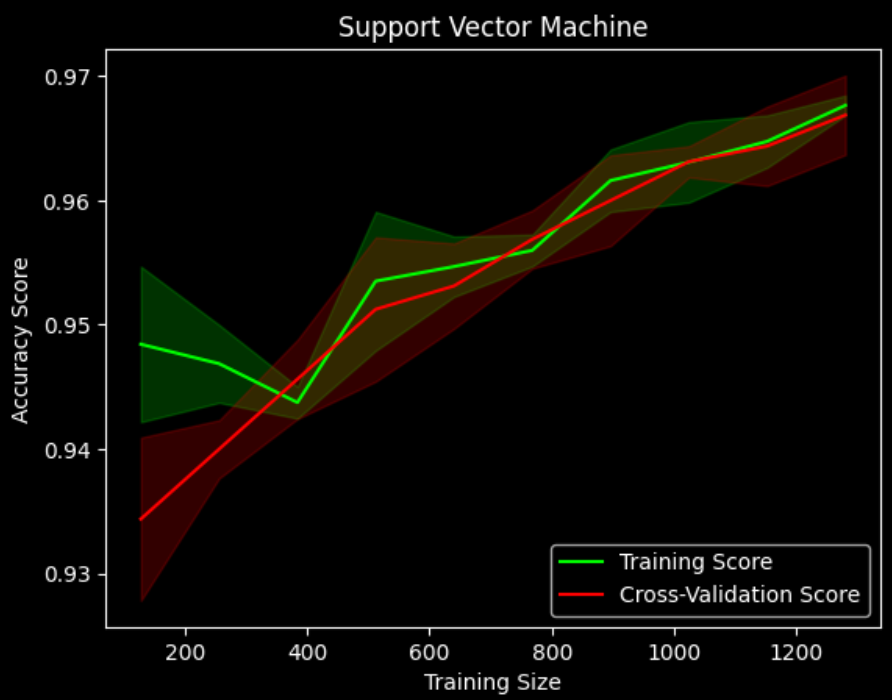 Support Vector Machine
0.97
0.96
0.95
0.94
0.93
Accuracy Score
Training Score
Cross-Validation Score
200 400 600 800 1000 1200
Training Size